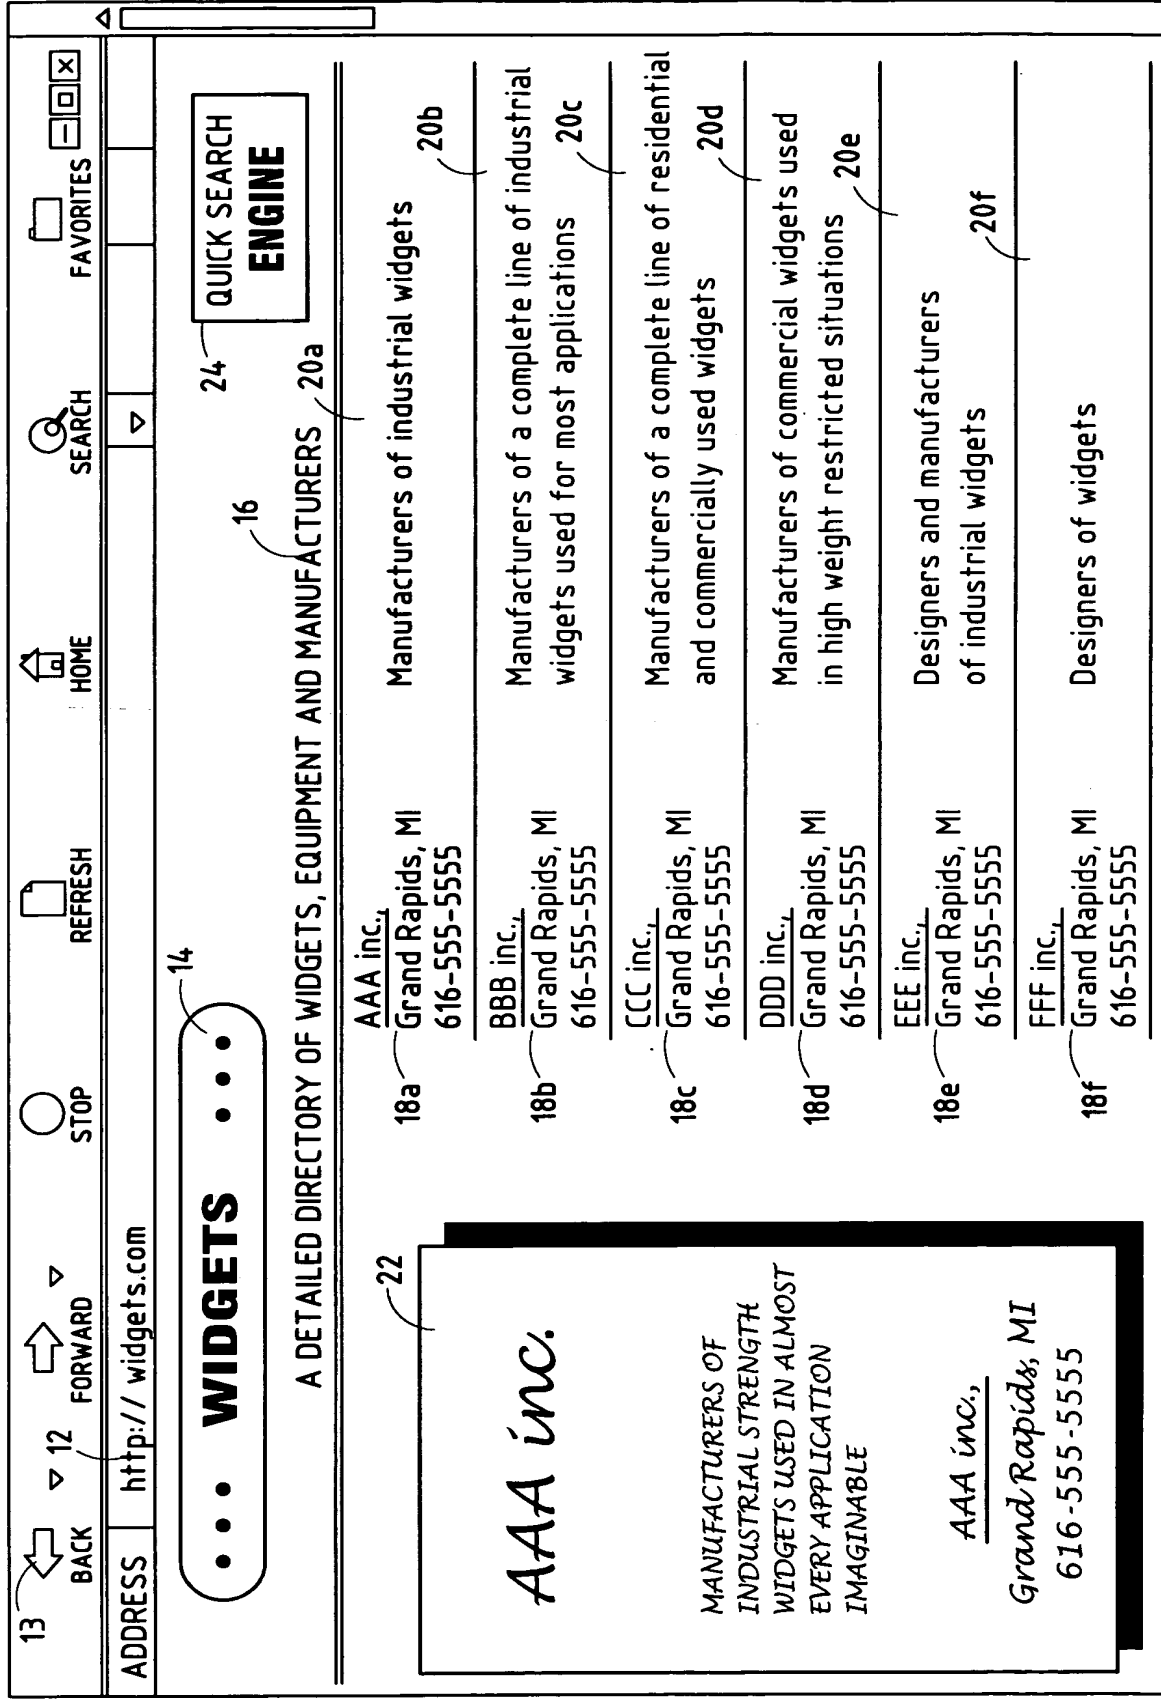 13
BACK
FORWARD
STOP
REFRESH
HOME
SEARCH
FAVORITES
ADDRESS
12
http:// widgets.com
WIDGETS
14
24
QUICK SEARCH
ENGINE
16
A DETAILED DIRECTORY OF WIDGETS, EQUIPMENT AND MANUFACTURERS
22
AAA inc.
MANUFACTURERS OF
INDUSTRIAL STRENGTH
WIDGETS USED IN ALMOST
EVERY APPLICATION
IMAGINABLE
AAA inc.,
Grand Rapids, MI
616-555-5555
18a
AAA inc.,
Grand Rapids, MI
616-555-5555
20a
Manufacturers of industrial widgets
18b
BBB inc.,
Grand Rapids, MI
616-555-5555
20b
Manufacturers of a complete line of industrial
widgets used for most applications
18c
CCC inc.,
Grand Rapids, MI
616-555-5555
20c
Manufacturers of a complete line of residential
and commercially used widgets
18d
DDD inc.,
Grand Rapids, MI
616-555-5555
20d
Manufacturers of commercial widgets used
in high weight restricted situations
18e
EEE inc.,
Grand Rapids, MI
616-555-5555
20e
Designers and manufacturers
of industrial widgets
18f
FFF inc.,
Grand Rapids, MI
616-555-5555
20f
Designers of widgets